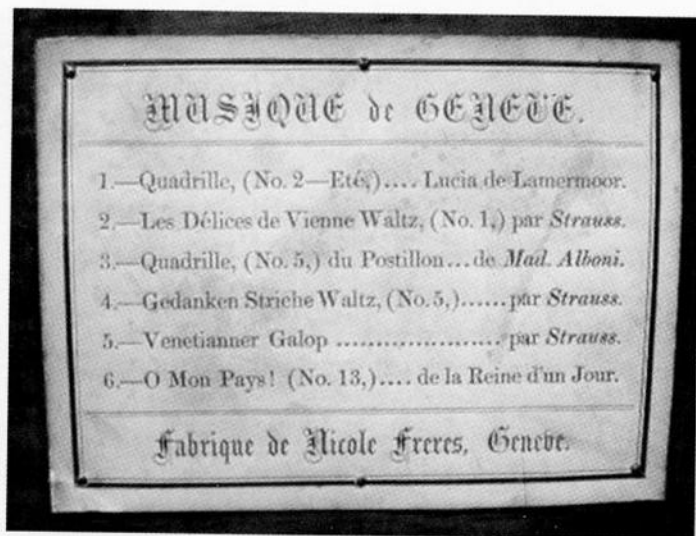 MUSIQUE de GENEVE.
1.—Quadrille, (No. 2—Eté,).... Lucia de Lamermoor.
2.—Les Délices de Vienne Waltz, (No. 1,) par Strauss.
3.—Quadrille, (No. 5,) du Postillon...de Mad. Alboni.
4.—Gedanken Striche Waltz, (No. 5,)......par Strauss.
5.—Venetianner Galop ..................... par Strauss.
6.—O Mon Pays! (No. 13,).... de la Reine d'un Jour.
Fabrique de Nicole Freres, Geneve.